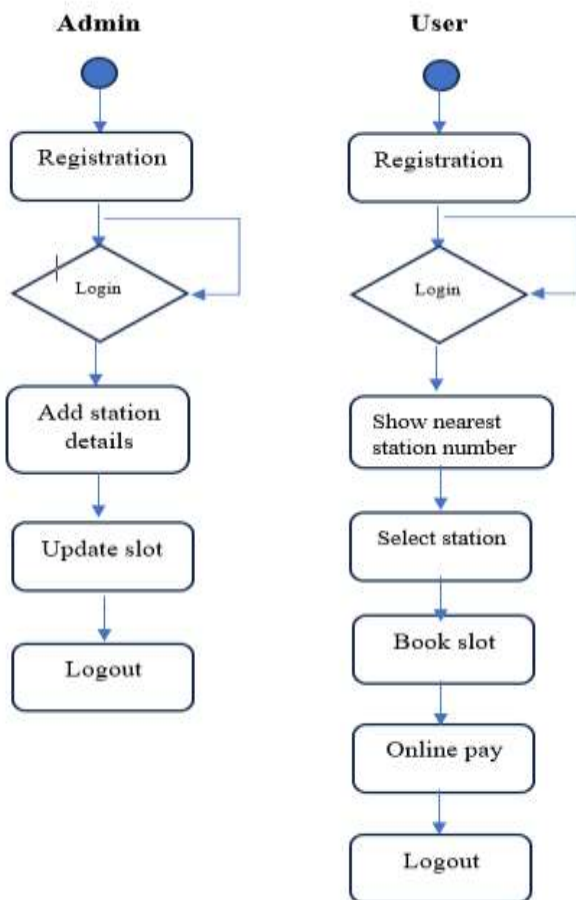 Admin
Registration
Login
Add station
details
Update slot
Logout
User
Registration
Login
Show nearest
station number
Select station
Book slot
Online pay
Logout